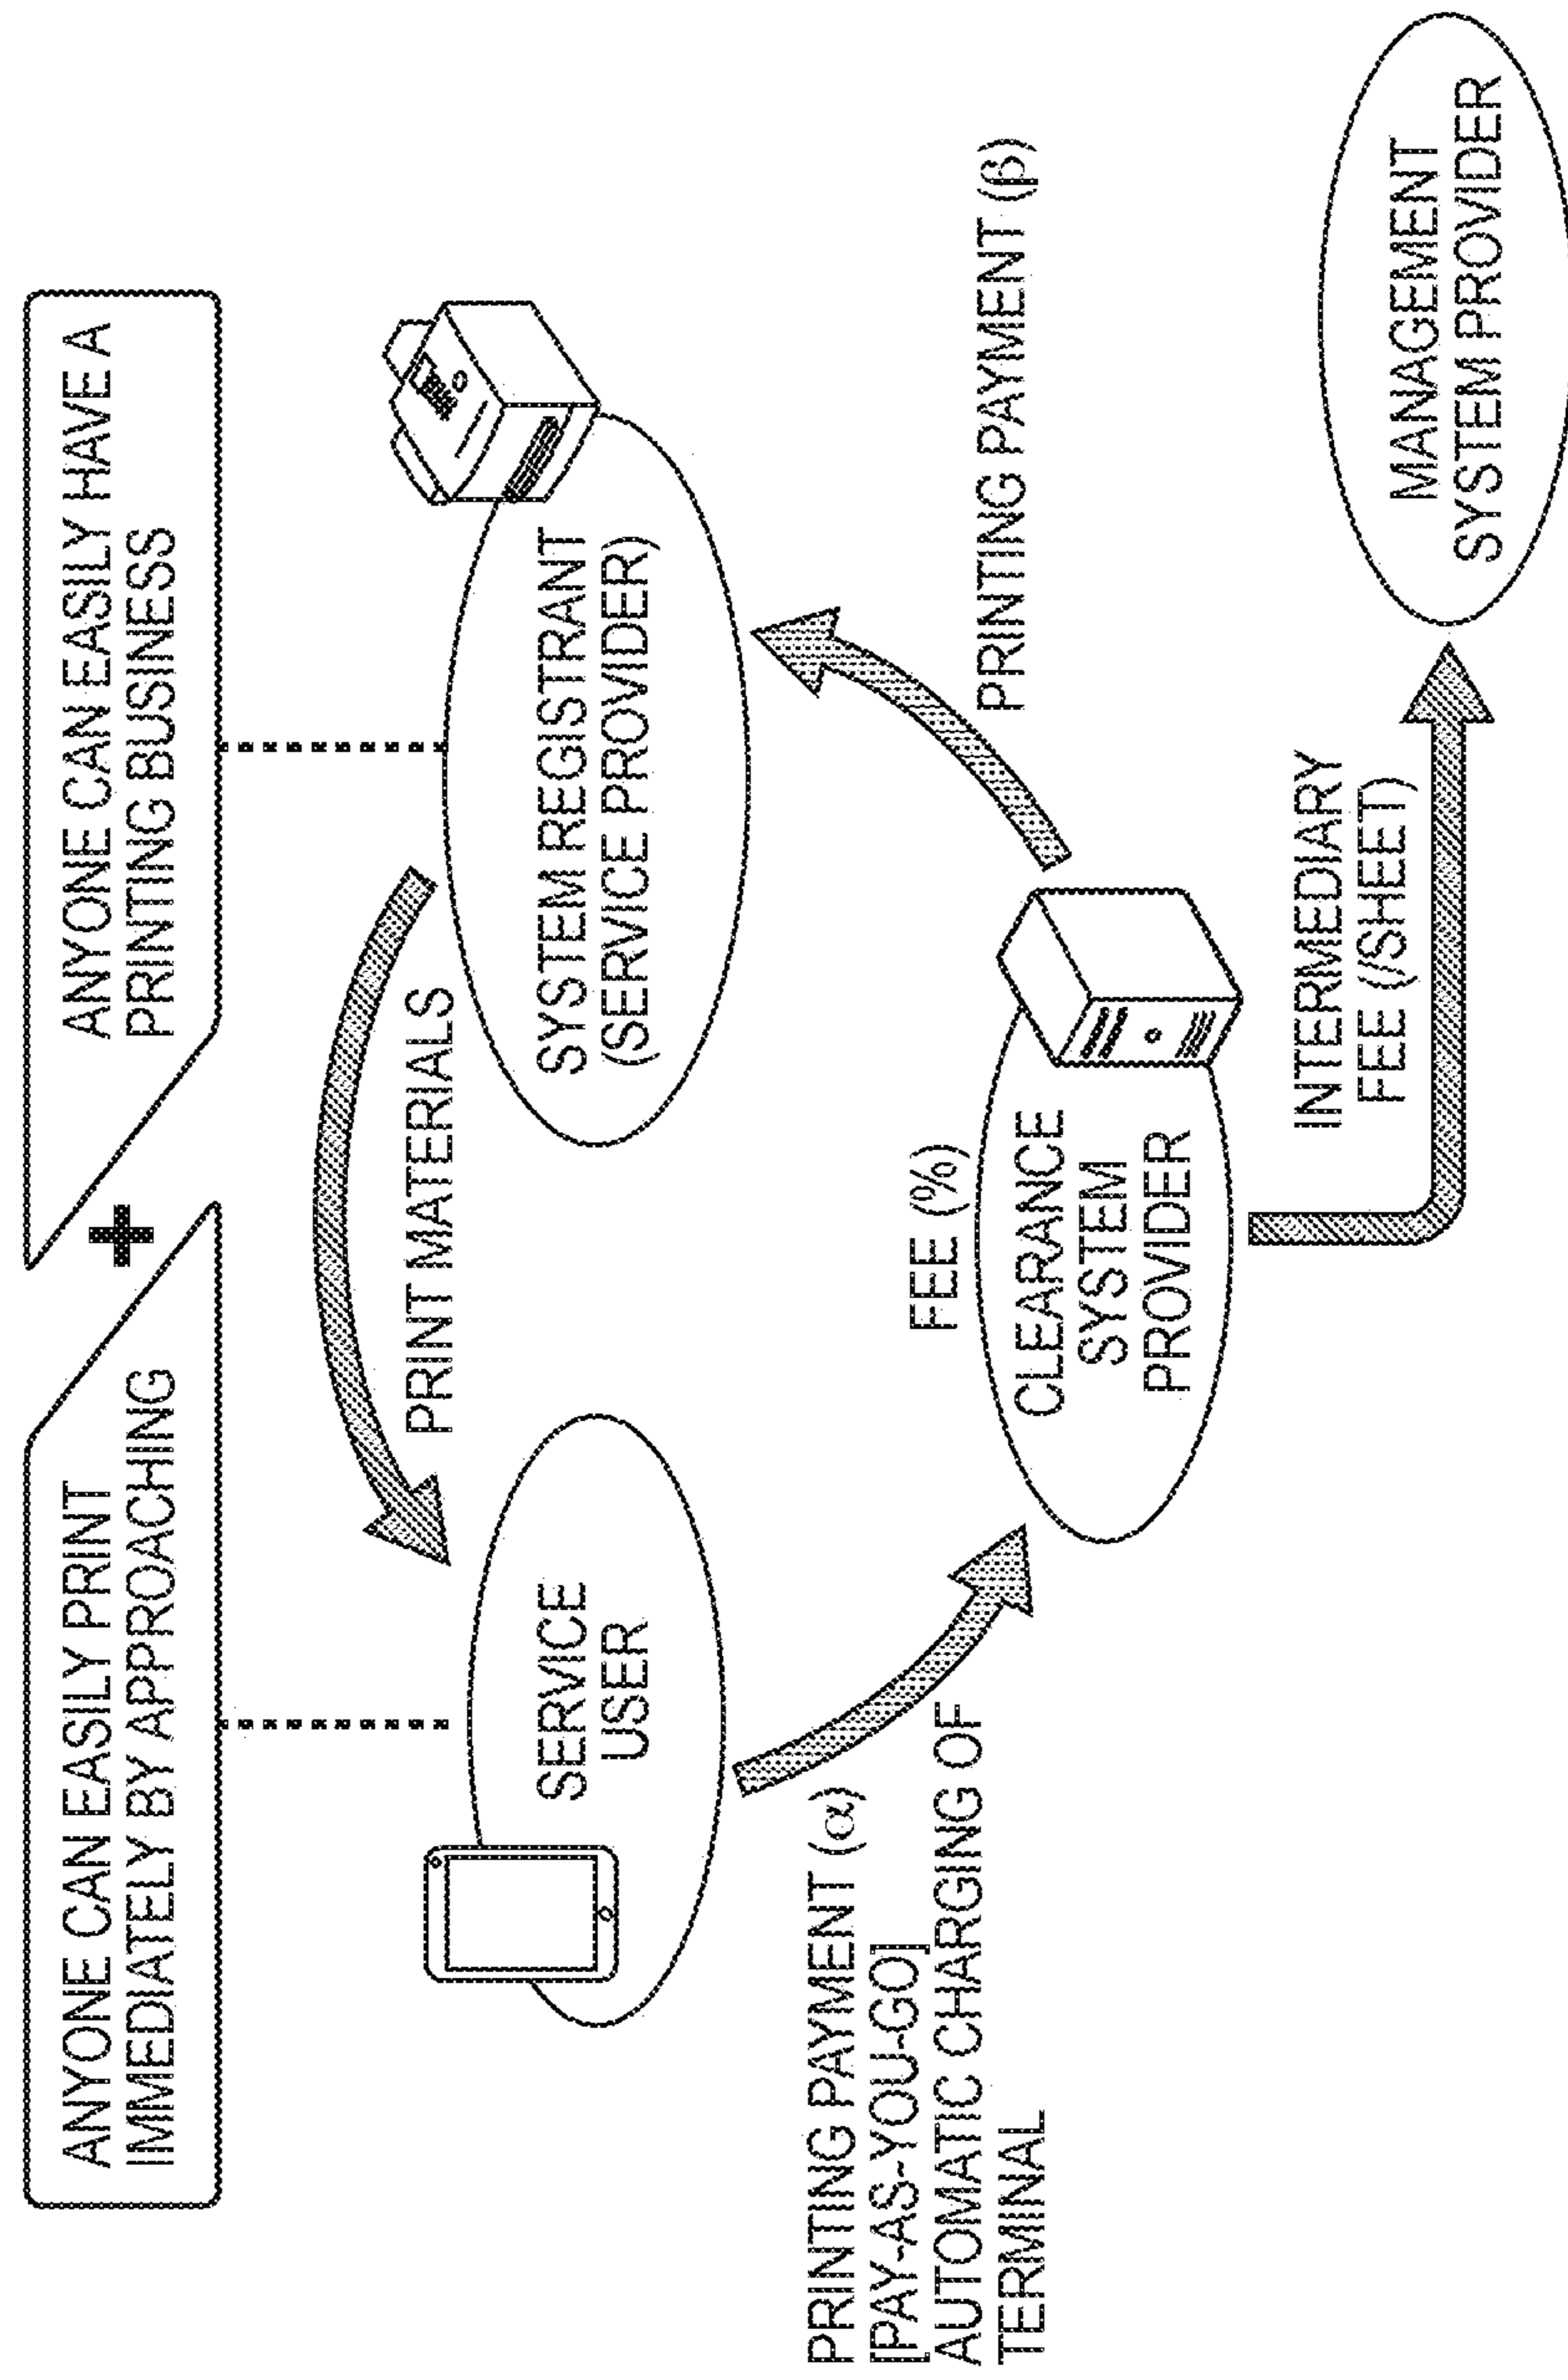 ANYONE CAN EASILY PRINT
IMMEDIATELY BY APPROACHING
+
ANYONE CAN EASILY HAVE A
PRINTING BUSINESS
PRINT MATERIALS
SERVICE
USER
SYSTEM REGISTRANT
(SERVICE PROVIDER)
PRINTING PAYMENT (α)
[PAY-AS-YOU-GO]
AUTOMATIC CHARGING OF
TERMINAL
FEE (%)
CLEARANCE
SYSTEM
PROVIDER
PRINTING PAYMENT (β)
INTERMEDIARY
FEE (/SHEET)
MANAGEMENT
SYSTEM PROVIDER